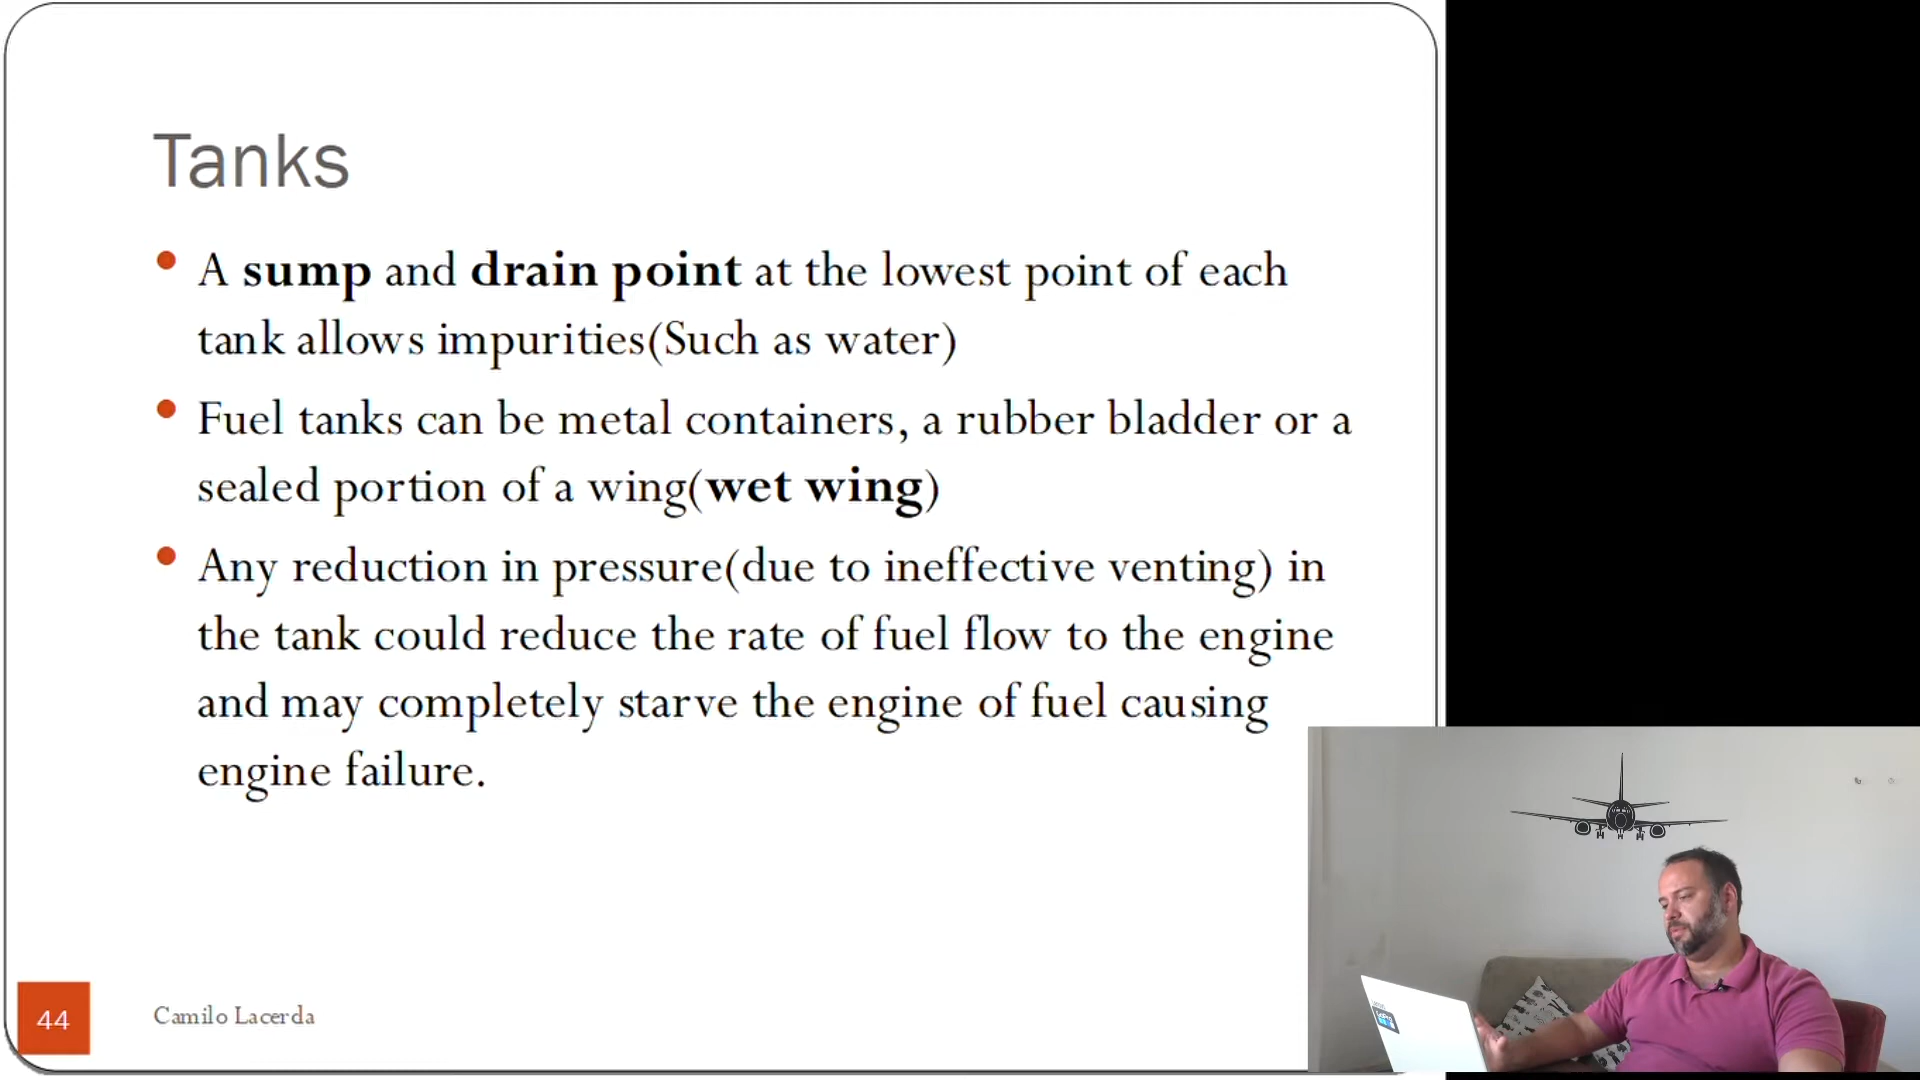 Tanks
A sump and drain point at the lowest point of each
tank allows impurities(Such as water)
Fuel tanks can be metal containers, a rubber bladder or a
sealed portion of a wing(wet wing)
Any reduction in pressure(due to ineffective venting) in
the tank could reduce the rate of fuel flow to the engine
and may completely starve the engine of fuel causing
engine failure.
44
Camilo Lacerda
GoPro